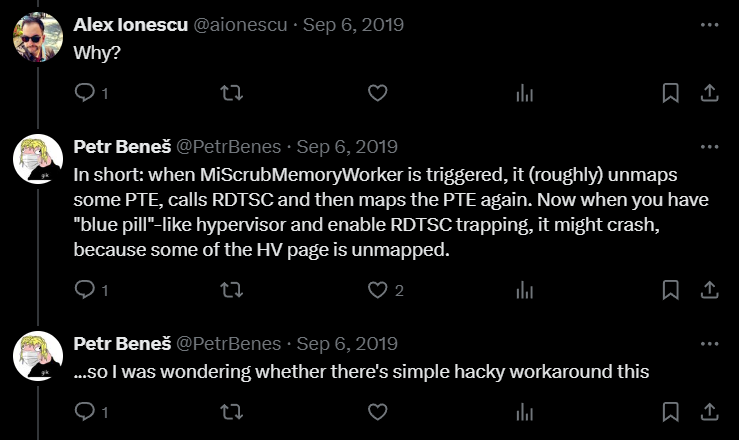 Alex Ionescu @aionescu · Sep 6, 2019
Why?
1
Petr Beneš @PetrBenes · Sep 6, 2019
In short: when MiScrubMemoryWorker is triggered, it (roughly) unmaps
some PTE, calls RDTSC and then maps the PTE again. Now when you have
"blue pill"-like hypervisor and enable RDTSC trapping, it might crash,
because some of the HV page is unmapped.
1 2
Petr Beneš @PetrBenes · Sep 6, 2019
...so I was wondering whether there's simple hacky workaround this
1